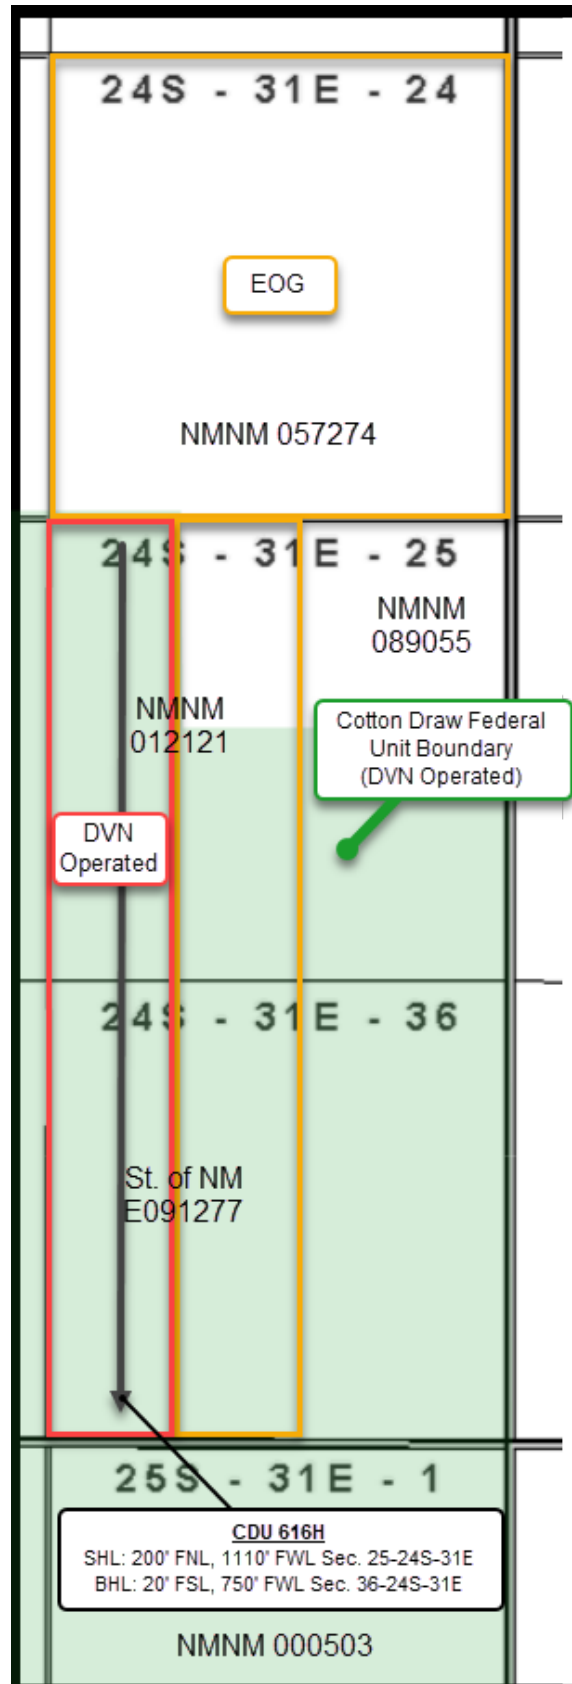 24S - 31E - 24
EOG
NMNM 057274
24S - 31E - 25
NMNM
089055
NMNM
012121
Cotton Draw Federal
Unit Boundary
(DVN Operated)
DVN
Operated
24S - 31E - 36
St. of NM
E091277
25S - 31E - 1
CDU 616H
SHL: 200' FNL, 1110' FWL Sec. 25-24S-31E
BHL: 20' FSL, 750' FWL Sec. 36-24S-31E
NMNM 000503